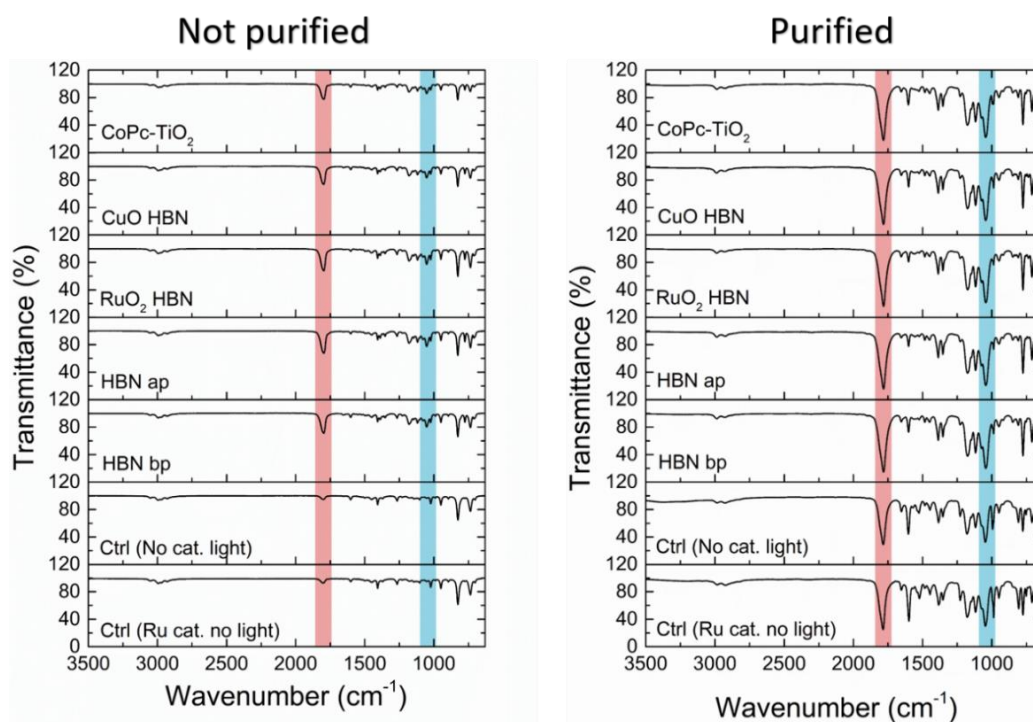 Not purified
Purified
Transmittance (%)
120
80
40
CoPc-TiO₂
120
80
40
CuO HBN
120
80
40
RuO₂ HBN
120
80
40
HBN ap
120
80
40
HBN bp
120
80
40
Ctrl (No cat. light)
120
80
40
Ctrl (Ru cat. no light)
0
3500 3000 2500 2000 1500 1000
Wavenumber (cm⁻¹)
Transmittance (%)
120
80
40
CoPc-TiO₂
120
80
40
CuO HBN
120
80
40
RuO₂ HBN
120
80
40
HBN ap
120
80
40
HBN bp
120
80
40
Ctrl (No cat. light)
120
80
40
Ctrl (Ru cat. no light)
0
3500 3000 2500 2000 1500 1000
Wavenumber (cm⁻¹)